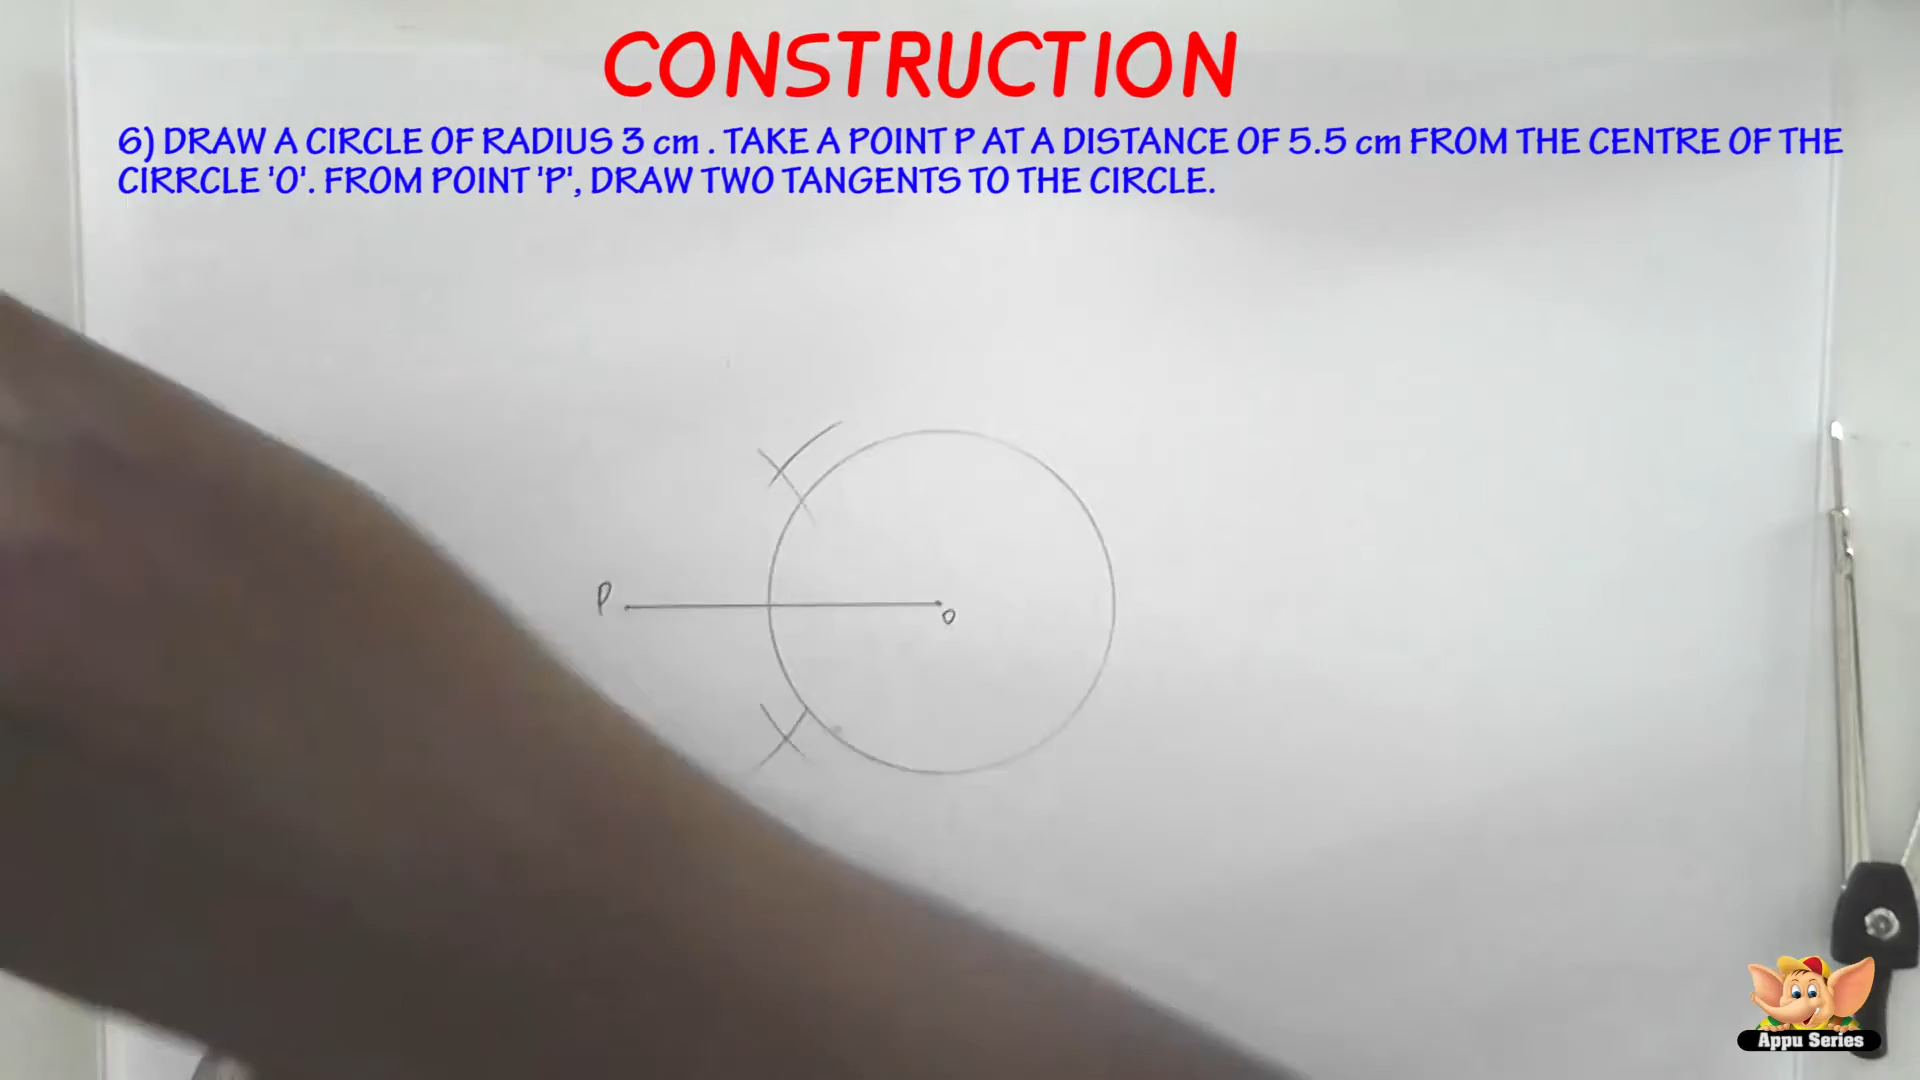 CONSTRUCTION
6) DRAW A CIRCLE OF RADIUS 3 cm . TAKE A POINT P AT A DISTANCE OF 5.5 cm FROM THE CENTRE OF THE
CIRRCLE 'O'. FROM POINT 'P', DRAW TWO TANGENTS TO THE CIRCLE.
P
O
Appu Series